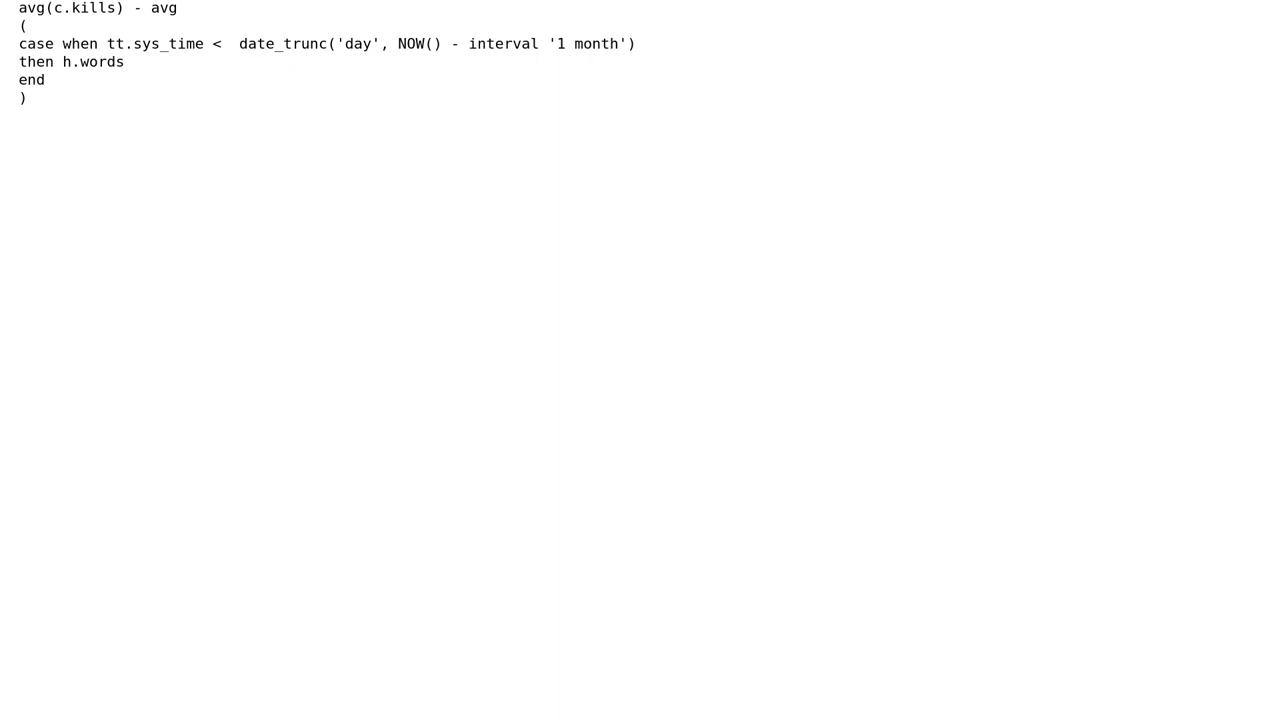 avg(c.kills) - avg
(
case when tt.sys_time <  date_trunc('day', NOW() - interval '1 month')
then h.words
end
)